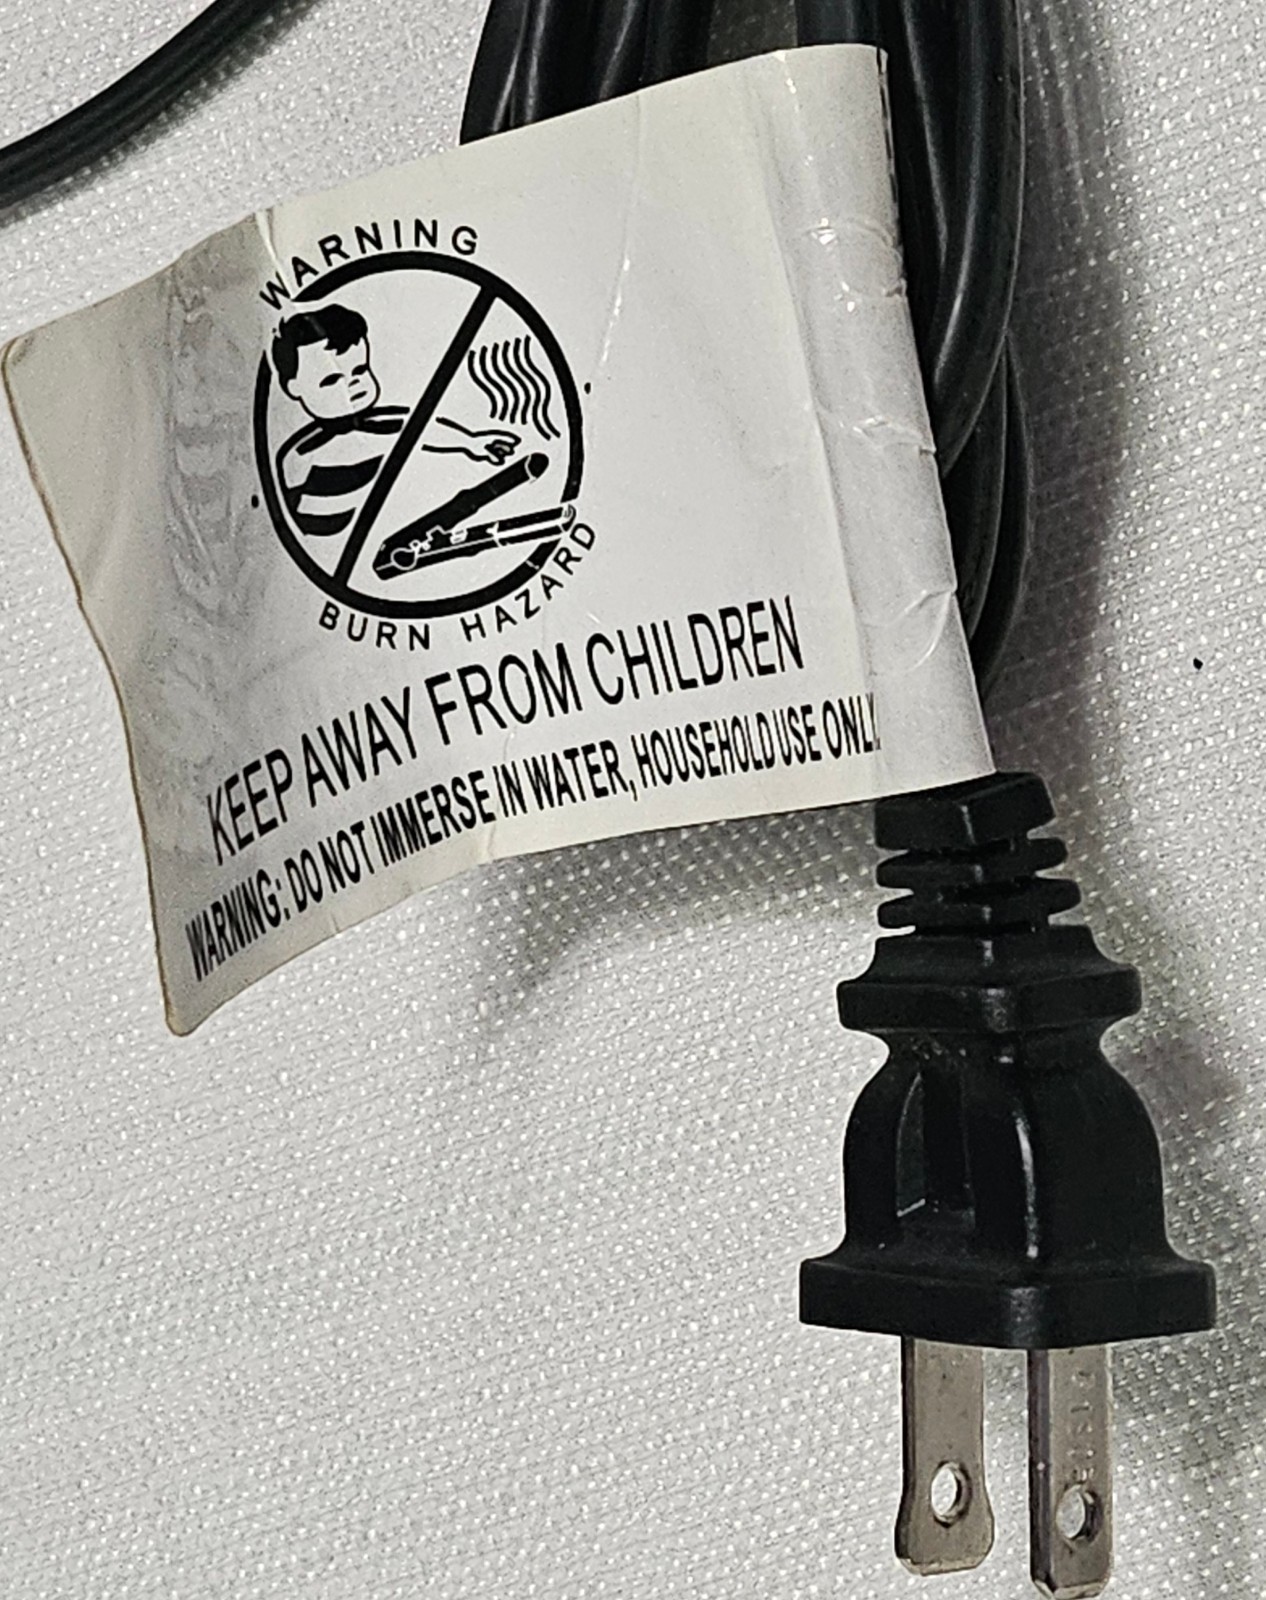 WARNING
BURN HAZARD
KEEP AWAY FROM CHILDREN
WARNING: DO NOT IMMERSE IN WATER, HOUSEHOLD USE ONLY.